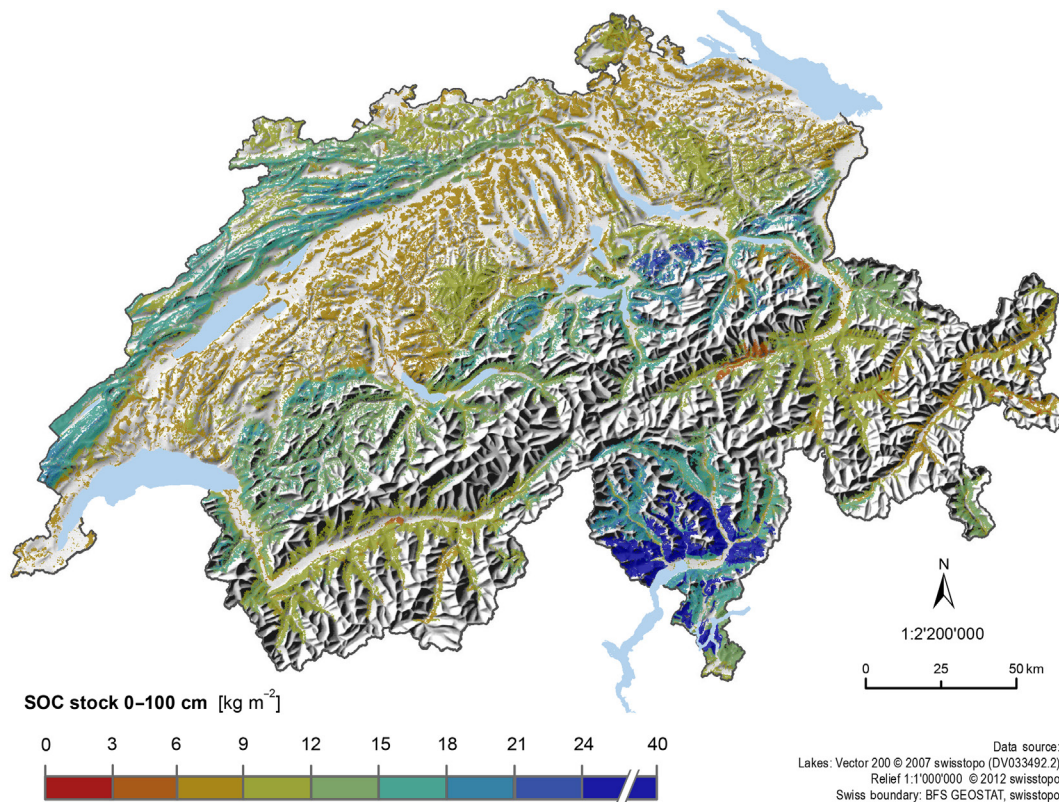 N
1:2'200'000
0 25 50 km
SOC stock 0–100 cm [kg m⁻²]
0 3 6 9 12 15 18 21 24 40
Data source:
Lakes: Vector 200 © 2007 swisstopo (DV033492.2)
Relief 1:1'000'000 © 2012 swisstopo
Swiss boundary: BFS GEOSTAT, swisstopo